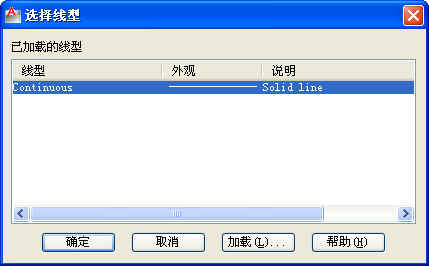 选择线型
已加载的线型
线型 外观 说明
Continuous Solid line
确定 取消 加载(L)... 帮助(H)